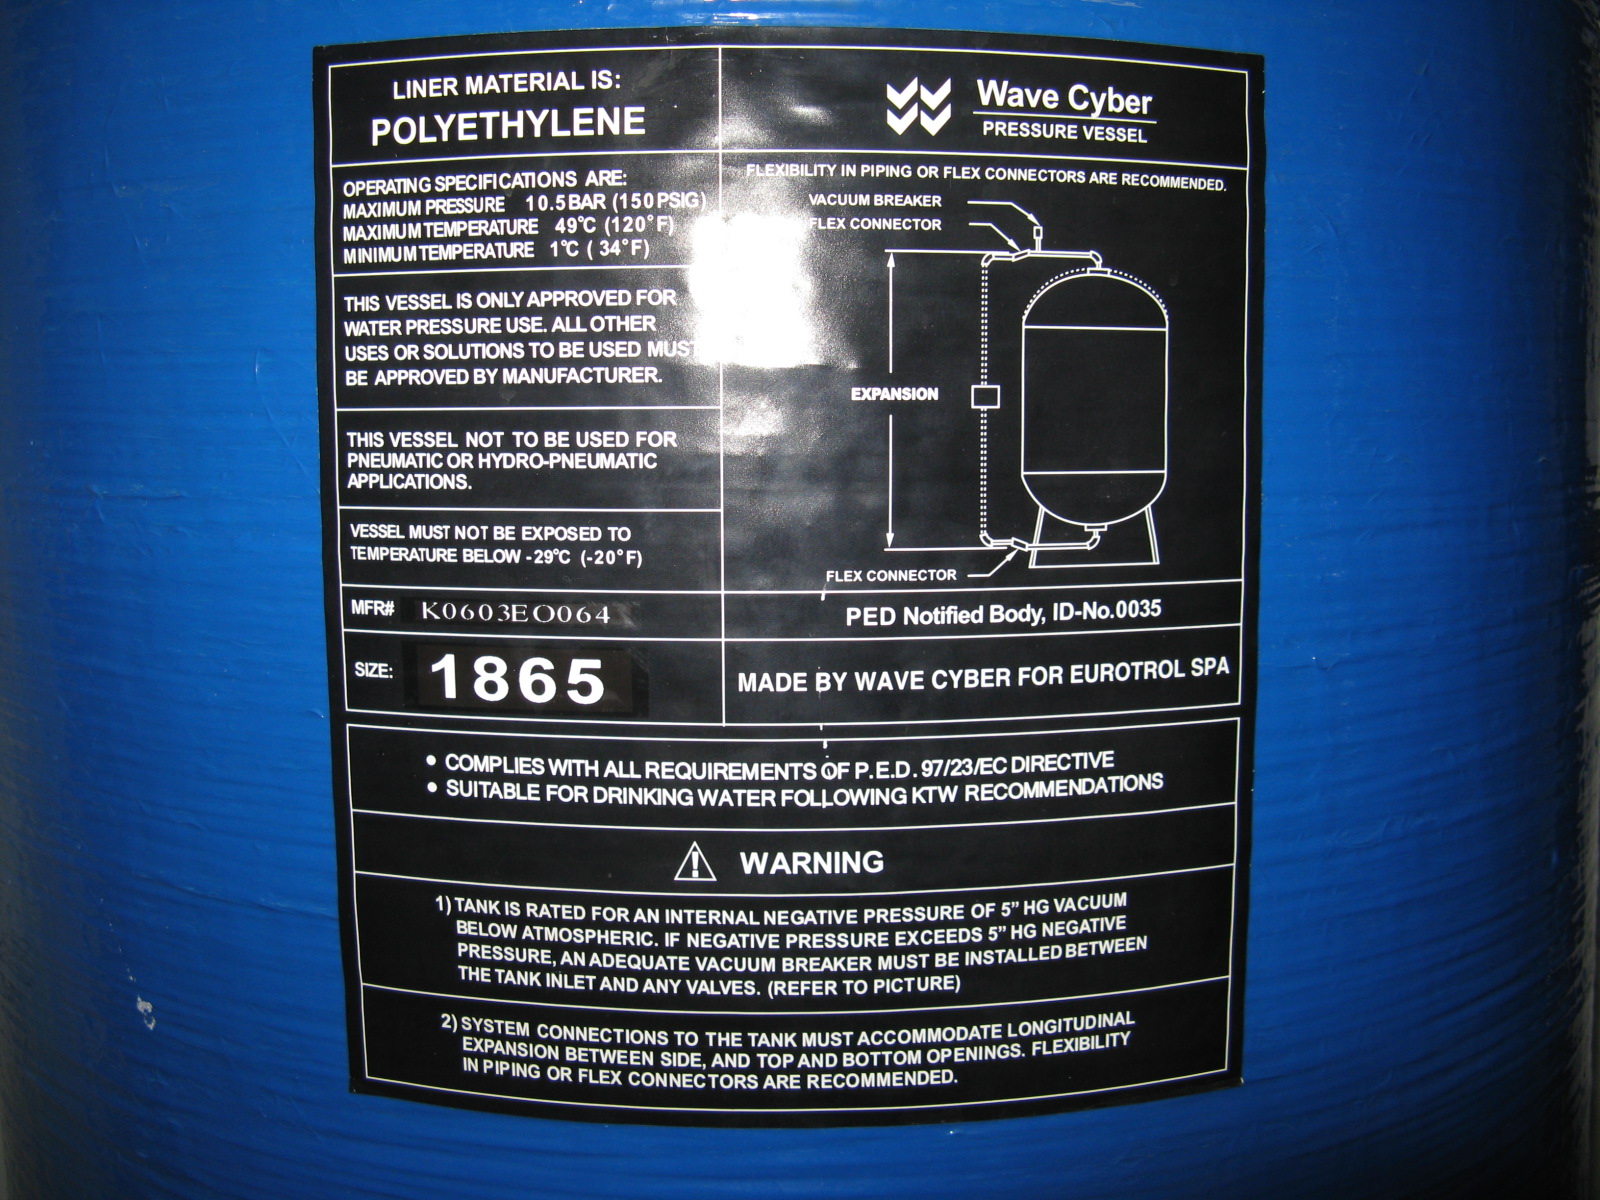 LINER MATERIAL IS:
POLYETHYLENE
Wave Cyber
PRESSURE VESSEL
OPERATING SPECIFICATIONS ARE:
MAXIMUM PRESSURE 10.5 BAR (150 PSIG)
MAXIMUM TEMPERATURE 49°C (120°F)
MINIMUM TEMPERATURE 1°C ( 34°F)
THIS VESSEL IS ONLY APPROVED FOR
WATER PRESSURE USE. ALL OTHER
USES OR SOLUTIONS TO BE USED MUST
BE APPROVED BY MANUFACTURER.
THIS VESSEL NOT TO BE USED FOR
PNEUMATIC OR HYDRO-PNEUMATIC
APPLICATIONS.
VESSEL MUST NOT BE EXPOSED TO
TEMPERATURE BELOW -29°C (-20°F)
FLEXIBILITY IN PIPING OR FLEX CONNECTORS ARE RECOMMENDED.
VACUUM BREAKER
FLEX CONNECTOR
EXPANSION
FLEX CONNECTOR
MFR# K0603EO064
PED Notified Body, ID-No.0035
SIZE: 1865
MADE BY WAVE CYBER FOR EUROTROL SPA
• COMPLIES WITH ALL REQUIREMENTS OF P.E.D. 97/23/EC DIRECTIVE
• SUITABLE FOR DRINKING WATER FOLLOWING KTW RECOMMENDATIONS
! WARNING
1) TANK IS RATED FOR AN INTERNAL NEGATIVE PRESSURE OF 5” HG VACUUM
BELOW ATMOSPHERIC. IF NEGATIVE PRESSURE EXCEEDS 5” HG NEGATIVE
PRESSURE, AN ADEQUATE VACUUM BREAKER MUST BE INSTALLED BETWEEN
THE TANK INLET AND ANY VALVES. (REFER TO PICTURE)
2) SYSTEM CONNECTIONS TO THE TANK MUST ACCOMMODATE LONGITUDINAL
EXPANSION BETWEEN SIDE, AND TOP AND BOTTOM OPENINGS. FLEXIBILITY
IN PIPING OR FLEX CONNECTORS ARE RECOMMENDED.